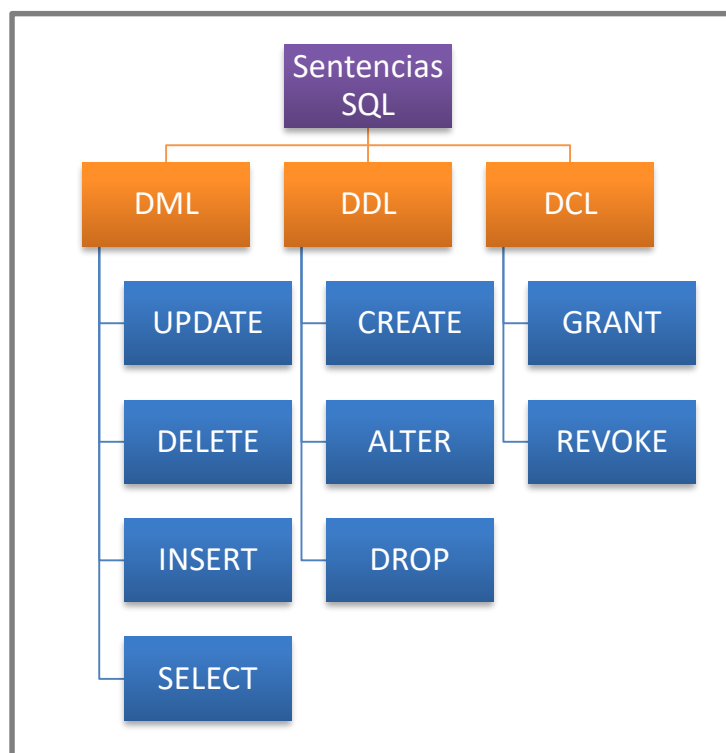 Sentencias
SQL
DML
DDL
DCL
UPDATE
CREATE
GRANT
DELETE
ALTER
REVOKE
INSERT
DROP
SELECT